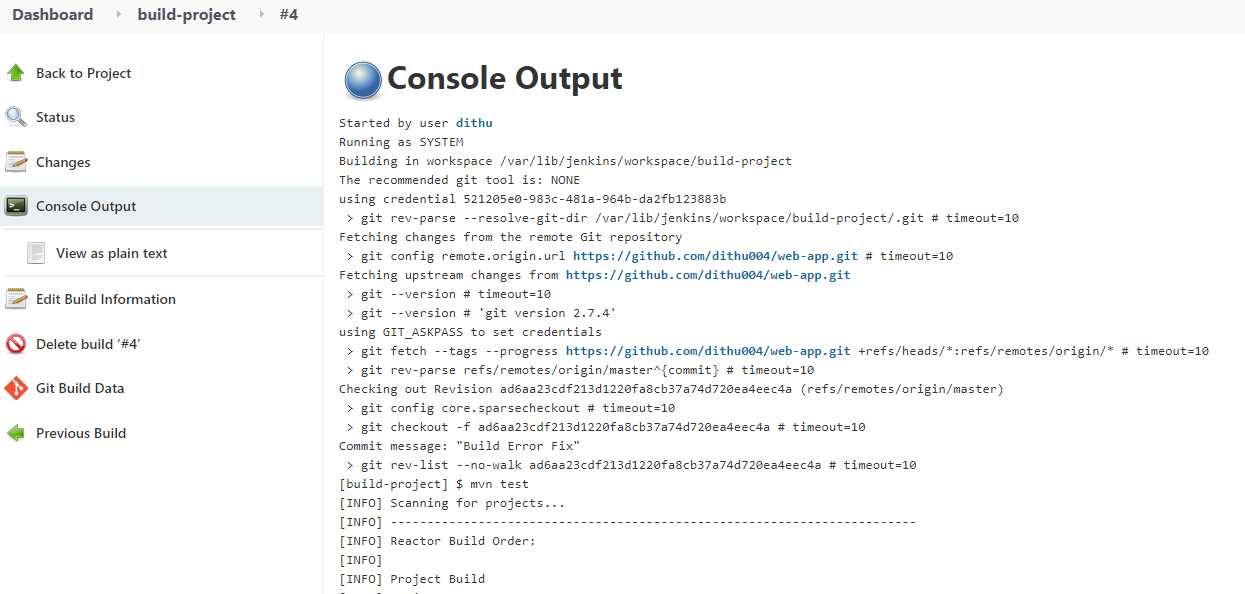 Dashboard build-project #4
Back to Project
Status
Changes
Console Output
View as plain text
Edit Build Information
Delete build ‘#4’
Git Build Data
Previous Build
Console Output
Started by user dithu
Running as SYSTEM
Building in workspace /var/lib/jenkins/workspace/build-project
The recommended git tool is: NONE
using credential 521205e0-983c-481a-964b-da2fb123883b
> git rev-parse --resolve-git-dir /var/lib/jenkins/workspace/build-project/.git # timeout=10
Fetching changes from the remote Git repository
> git config remote.origin.url https://github.com/dithu004/web-app.git # timeout=10
Fetching upstream changes from https://github.com/dithu004/web-app.git
> git --version # timeout=10
> git --version # 'git version 2.7.4'
using GIT_ASKPASS to set credentials
> git fetch --tags --progress https://github.com/dithu004/web-app.git +refs/heads/*:refs/remotes/origin/* # timeout=10
> git rev-parse refs/remotes/origin/master^{commit} # timeout=10
Checking out Revision ad6aa23cdf213d1220fa8cb37a74d720ea4eec4a (refs/remotes/origin/master)
> git config core.sparsecheckout # timeout=10
> git checkout -f ad6aa23cdf213d1220fa8cb37a74d720ea4eec4a # timeout=10
Commit message: "Build Error Fix"
> git rev-list --no-walk ad6aa23cdf213d1220fa8cb37a74d720ea4eec4a # timeout=10
[build-project] $ mvn test
[INFO] Scanning for projects...
[INFO] ------------------------------------------------------------------------
[INFO] Reactor Build Order:
[INFO]
[INFO] Project Build